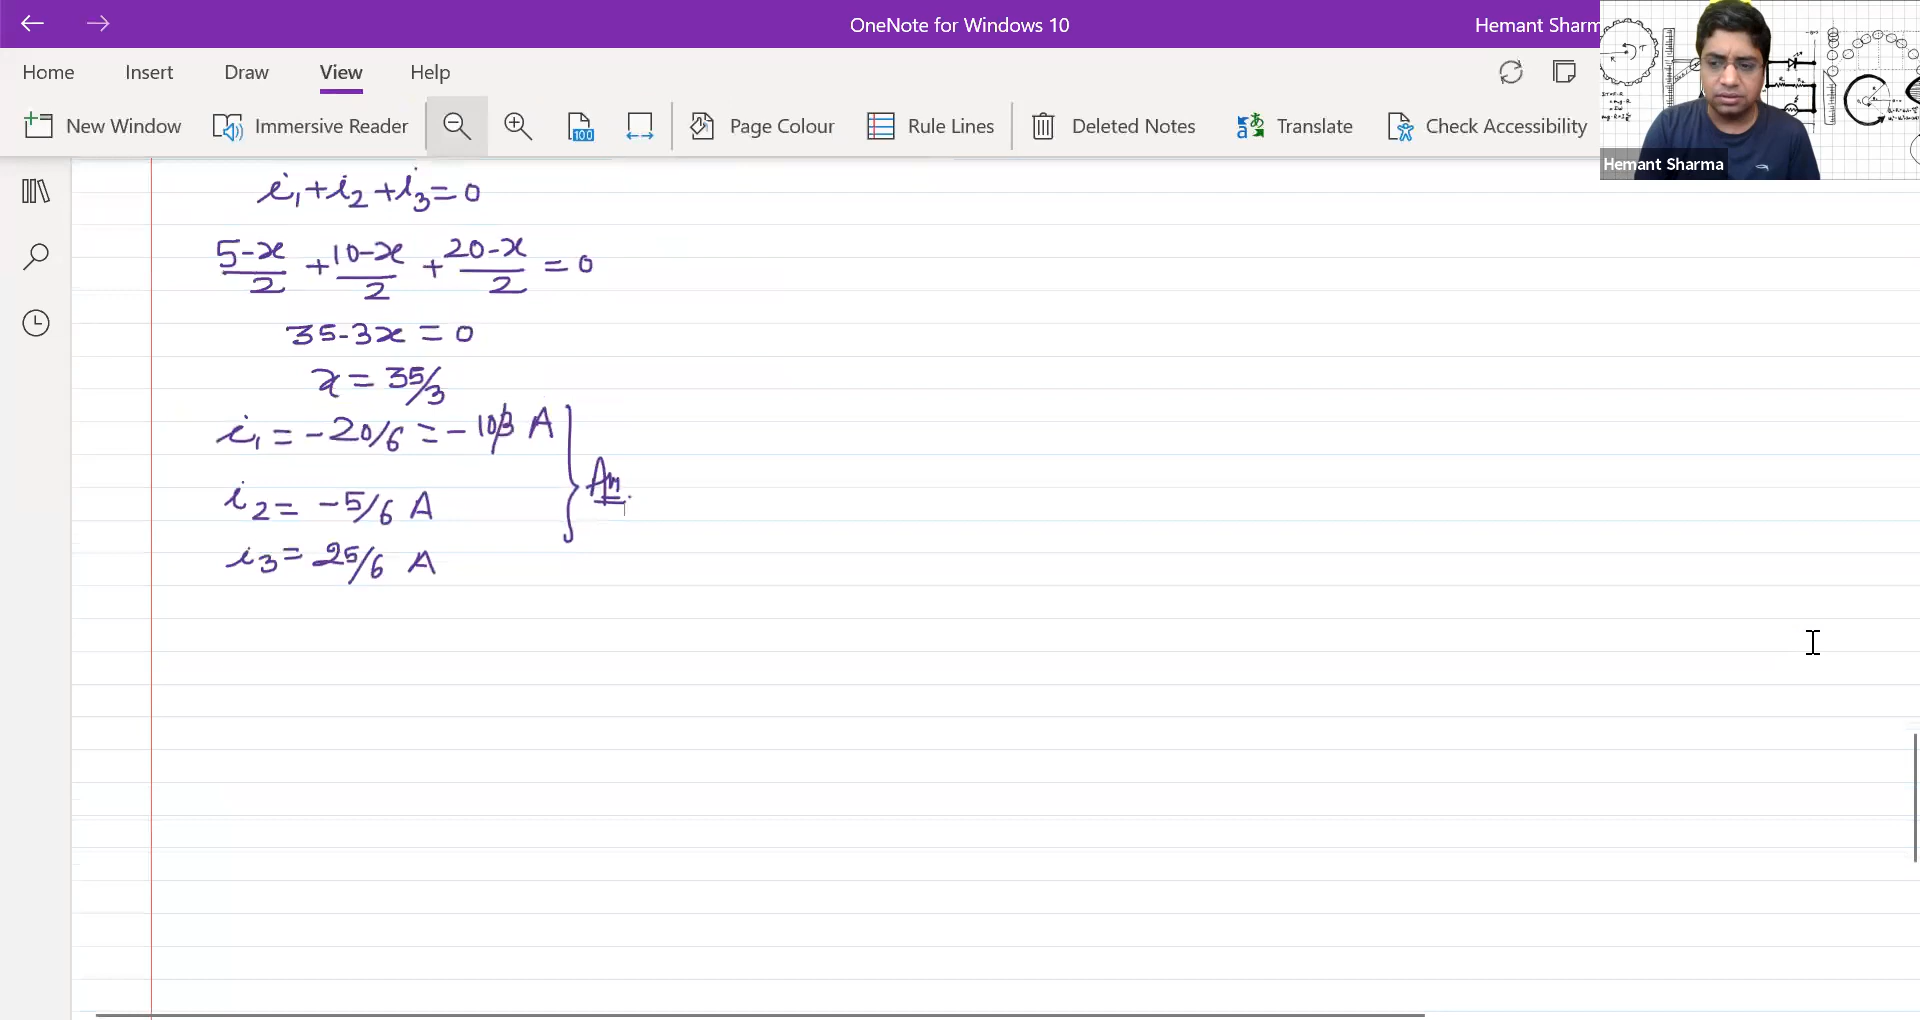 OneNote for Windows 10
Hemant Sharm
Home Insert Draw View Help
New Window Immersive Reader 100 Page Colour Rule Lines Deleted Notes Translate Check Accessibility
Hemant Sharma
i₁+i₂+i₃=0
(5-x)/2 + (10-x)/2 + (20-x)/2 = 0
35-3x = 0
x = 35/3
i₁ = -20/6 = -10/3 A
i₂ = -5/6 A
Ans.
i₃ = 25/6 A